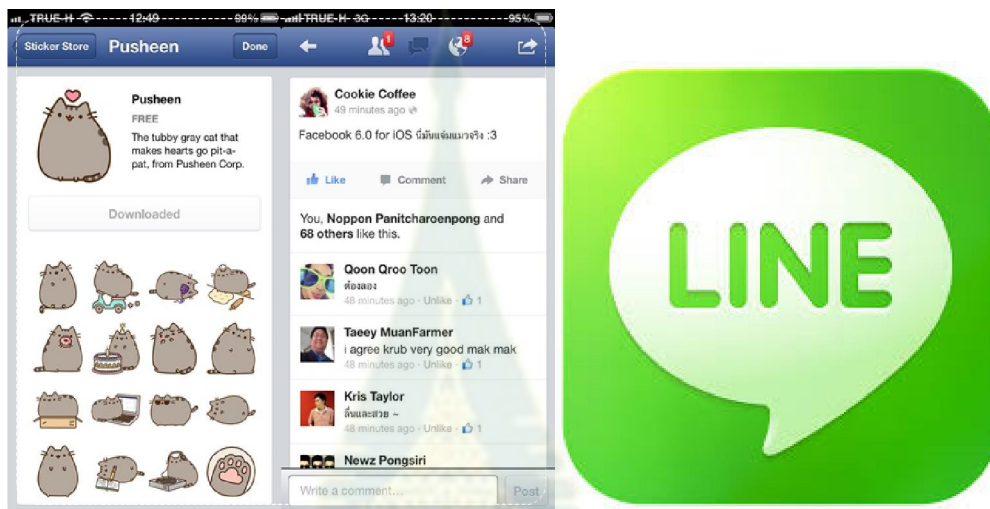 TRUE-H 12:49 99%
Sticker Store Pusheen Done
Pusheen
FREE
The tubby gray cat that
makes hearts go pit-a-
pat, from Pusheen Corp.
Downloaded
TRUE-H 3G 13:20 95%
1 8
Cookie Coffee
49 minutes ago
Facebook 6.0 for iOS นี่มันแจ่มแมวจริง :3
Like Comment Share
You, Noppon Panitcharoenpong and
68 others like this.
Qoon Qroo Toon
ต้องลอง
48 minutes ago · Unlike · 1
Taeey MuanFarmer
i agree krub very good mak mak
48 minutes ago · Unlike · 1
Kris Taylor
ลื่นและสวย ~
48 minutes ago · Unlike · 1
Newz Pongsiri
Write a comment... Post
LINE